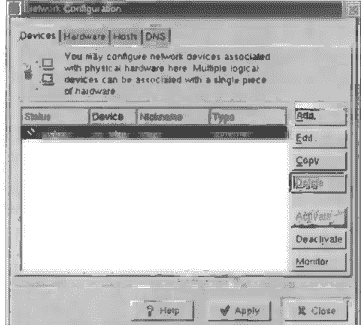 Network Configuration
Devices Hardware Hosts DNS
You may configure network devices associated
with physical hardware here. Multiple logical
devices can be associated with a single piece
of hardware
Status Device Nickname Type
Add
Edit
Copy
Delete
Activate
Deactivate
Monitor
Help Apply Close